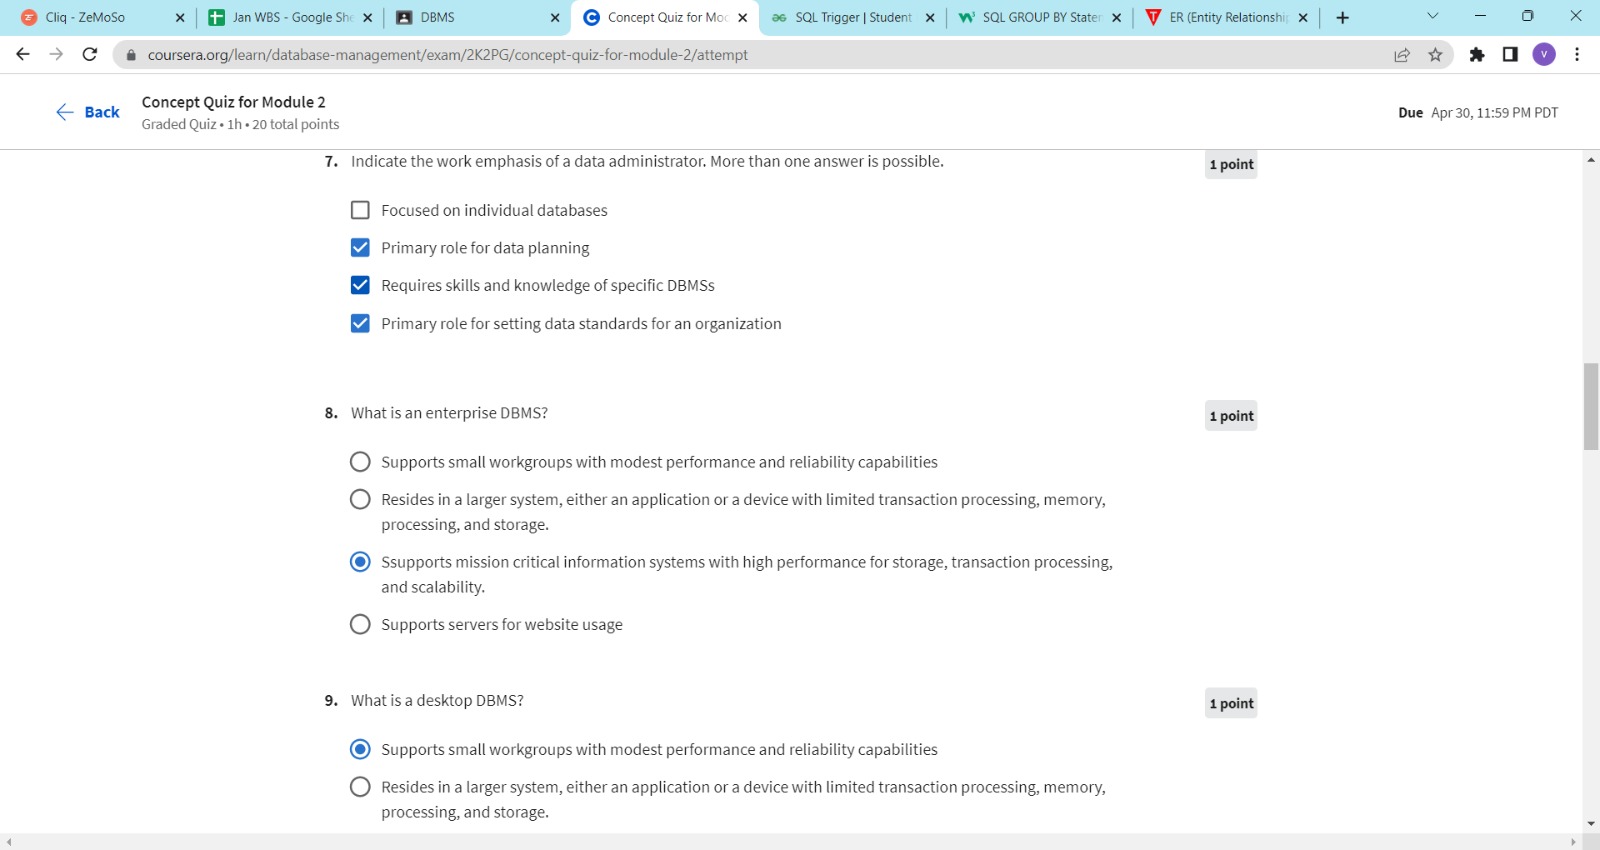 Cliq - ZeMoSo
Jan WBS - Google She
DBMS
Concept Quiz for Moc
SQL Trigger | Student
SQL GROUP BY Stater
ER (Entity Relationship
coursera.org/learn/database-management/exam/2K2PG/concept-quiz-for-module-2/attempt
V
Back
Concept Quiz for Module 2
Graded Quiz • 1h • 20 total points
Due Apr 30, 11:59 PM PDT
7. Indicate the work emphasis of a data administrator. More than one answer is possible.
1 point
Focused on individual databases
Primary role for data planning
Requires skills and knowledge of specific DBMSs
Primary role for setting data standards for an organization
8. What is an enterprise DBMS?
1 point
Supports small workgroups with modest performance and reliability capabilities
Resides in a larger system, either an application or a device with limited transaction processing, memory,
processing, and storage.
Ssupports mission critical information systems with high performance for storage, transaction processing,
and scalability.
Supports servers for website usage
9. What is a desktop DBMS?
1 point
Supports small workgroups with modest performance and reliability capabilities
Resides in a larger system, either an application or a device with limited transaction processing, memory,
processing, and storage.